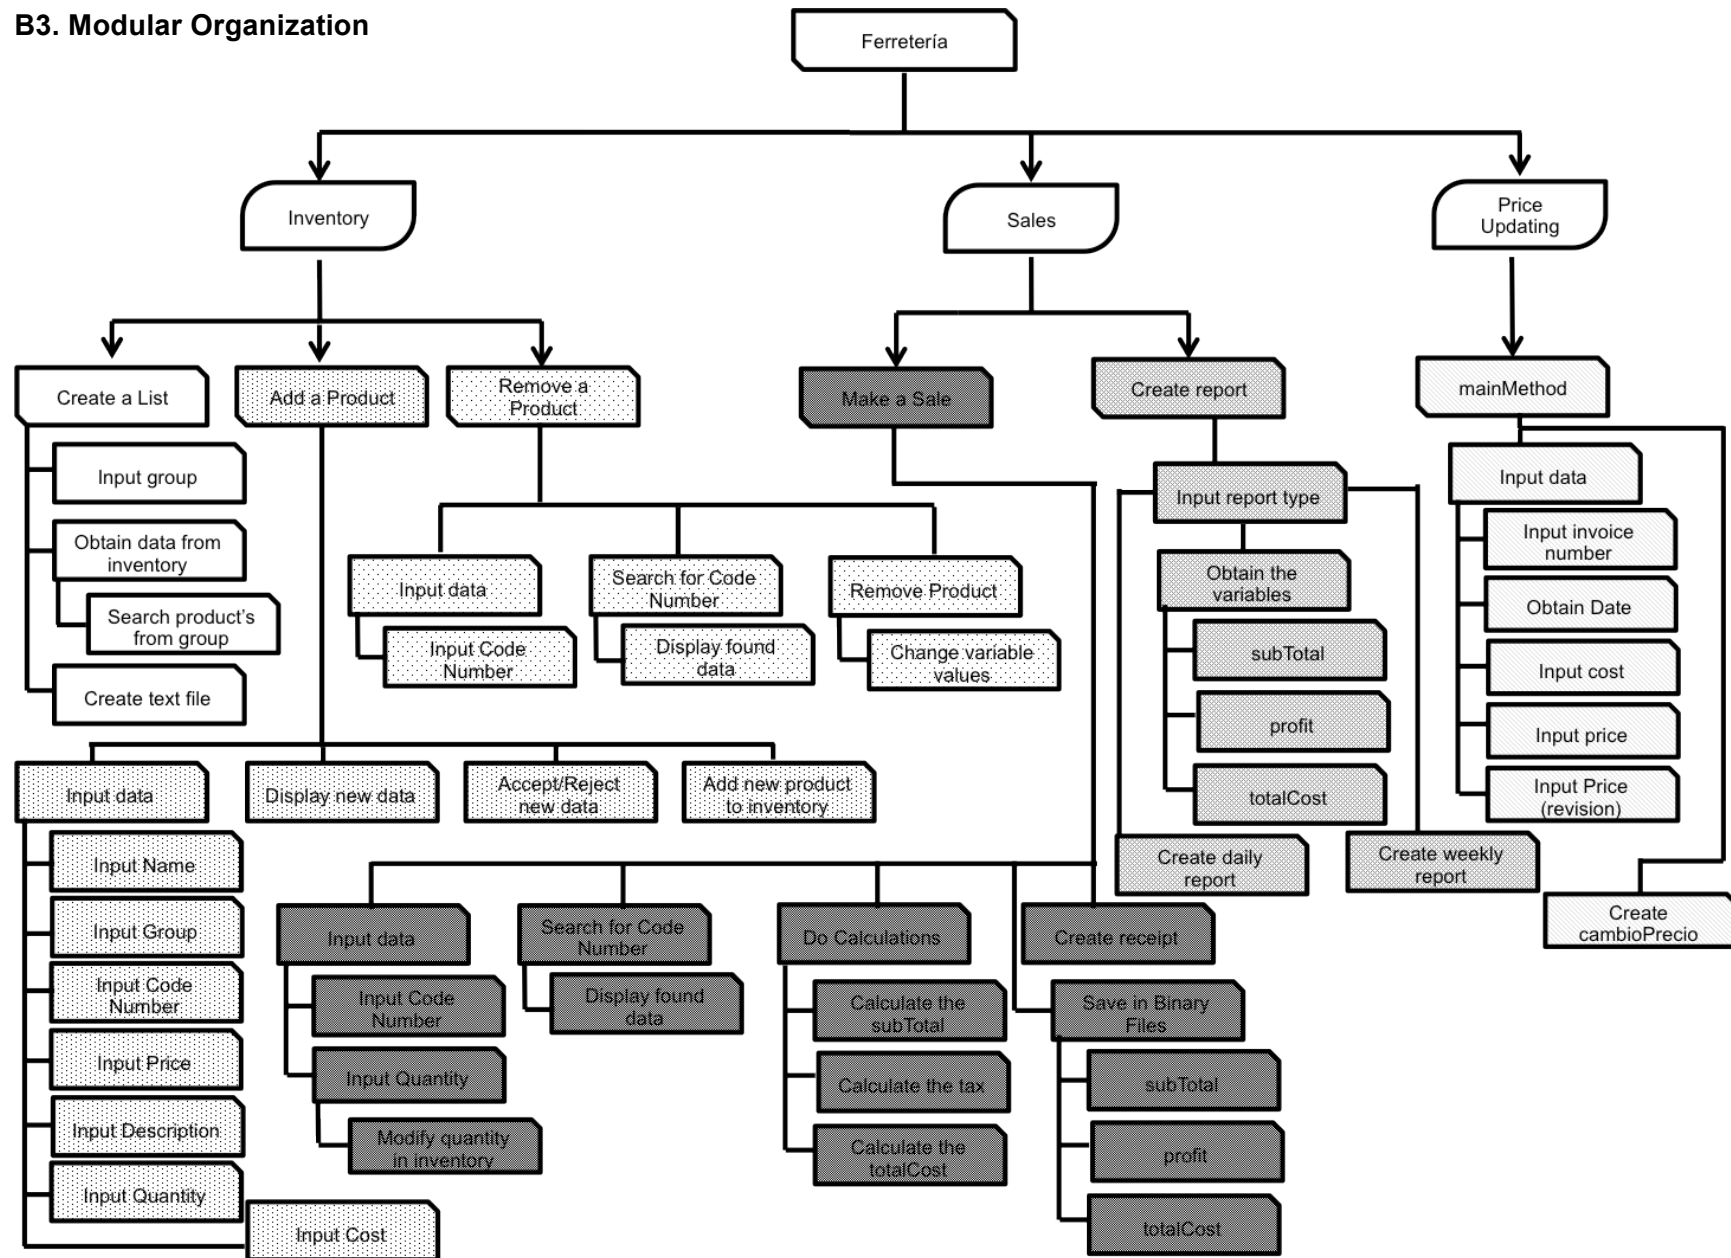 B3. Modular Organization
Ferretería
Inventory
Sales
Price
Updating
Create a List
Add a Product
Remove a
Product
Make a Sale
Create report
mainMethod
Input group
Obtain data from
inventory
Search product's
from group
Create text file
Input data
Input Code
Number
Search for Code
Number
Display found
data
Remove Product
Change variable
values
Input report type
Obtain the
variables
subTotal
profit
totalCost
Create daily
report
Create weekly
report
Input data
Input invoice
number
Obtain Date
Input cost
Input price
Input Price
(revision)
Create
cambioPrecio
Input data
Display new data
Accept/Reject
new data
Add new product
to inventory
Input Name
Input Group
Input Code
Number
Input Price
Input Description
Input Quantity
Input Cost
Input data
Input Code
Number
Input Quantity
Modify quantity
in inventory
Search for Code
Number
Display found
data
Do Calculations
Calculate the
subTotal
Calculate the tax
Calculate the
totalCost
Create receipt
Save in Binary
Files
subTotal
profit
totalCost